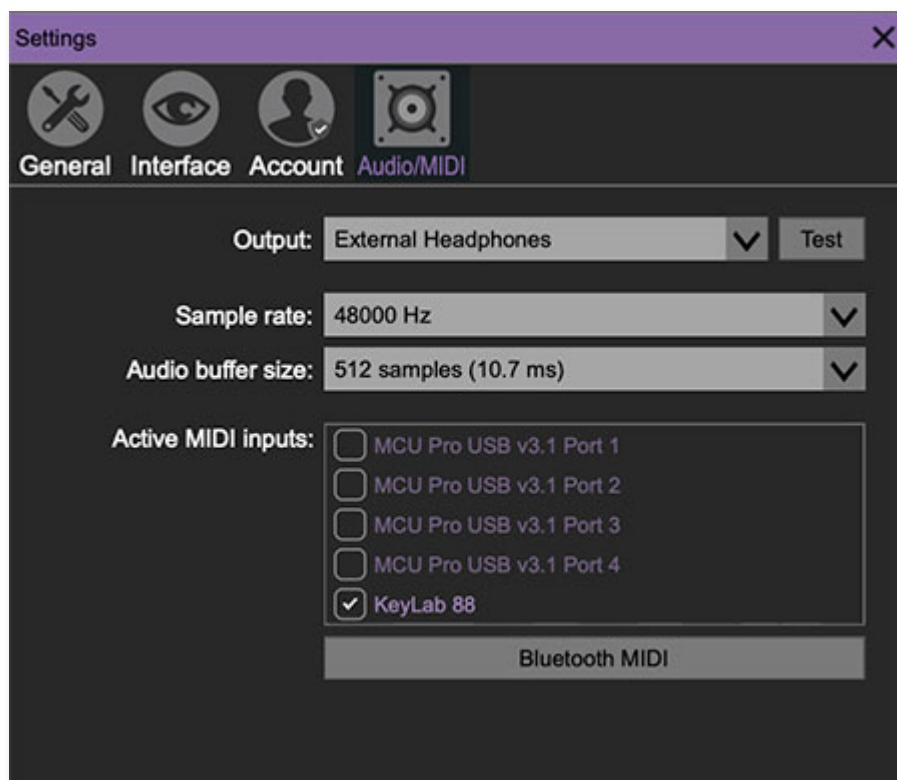 Settings
General Interface Account Audio/MIDI
Output: External Headphones Test
Sample rate: 48000 Hz
Audio buffer size: 512 samples (10.7 ms)
Active MIDI inputs: MCU Pro USB v3.1 Port 1
MCU Pro USB v3.1 Port 2
MCU Pro USB v3.1 Port 3
MCU Pro USB v3.1 Port 4
KeyLab 88
Bluetooth MIDI